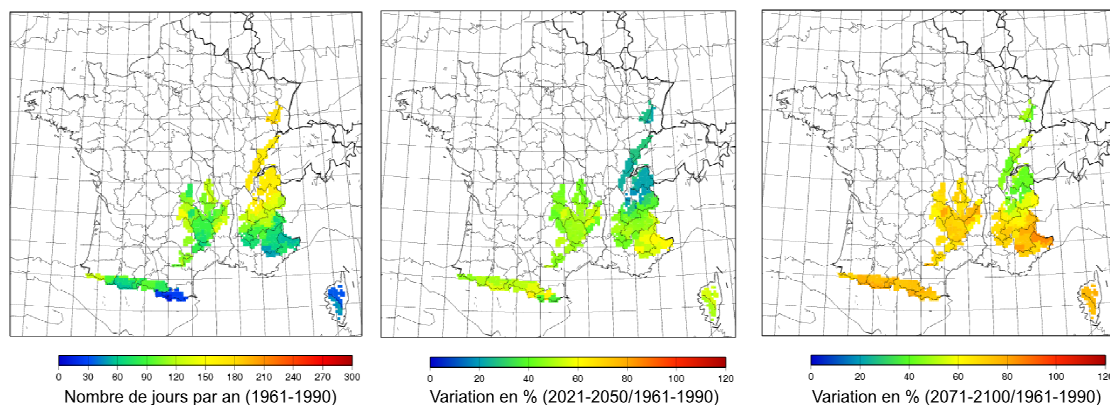 0 30 60 90 120 150 180 210 240 270 300
Nombre de jours par an (1961-1990)
0 20 40 60 80 100 120
Variation en % (2021-2050/1961-1990)
0 20 40 60 80 100 120
Variation en % (2071-2100/1961-1990)